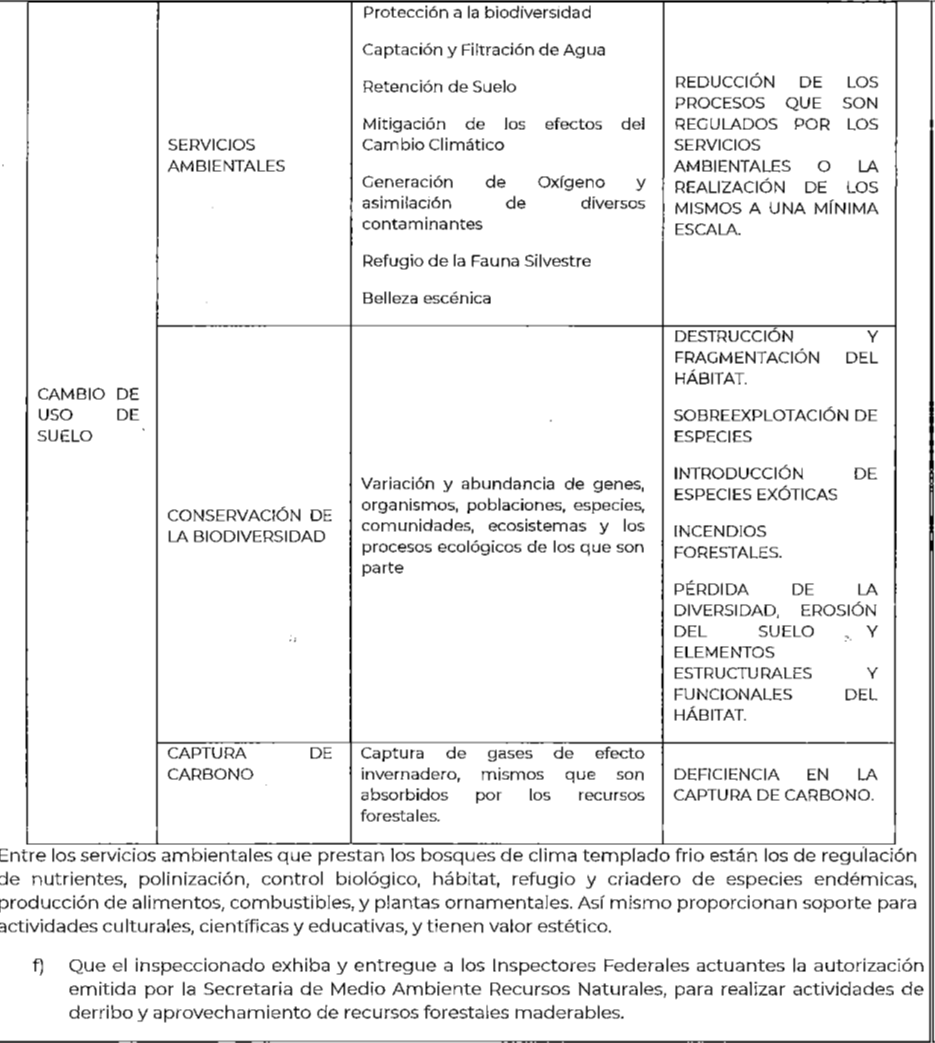 Protección a la biodiversidad
Captación y Filtración de Agua
Retención de Suelo
Mitigación de los efectos del
Cambio Climático
Generación de Oxígeno y
asimilación de diversos
contaminantes
Refugio de la Fauna Silvestre
Belleza escénica
SERVICIOS
AMBIENTALES
REDUCCIÓN DE LOS
PROCESOS QUE SON
REGULADOS POR LOS
SERVICIOS
AMBIENTALES O LA
REALIZACIÓN DE LOS
MISMOS A UNA MÍNIMA
ESCALA.
CAMBIO DE
USO DE
SUELO
CONSERVACIÓN DE
LA BIODIVERSIDAD
Variación y abundancia de genes,
organismos, poblaciones, especies,
comunidades, ecosistemas y los
procesos ecológicos de los que son
parte
DESTRUCCIÓN Y
FRAGMENTACIÓN DEL
HÁBITAT.
SOBREEXPLOTACIÓN DE
ESPECIES
INTRODUCCIÓN DE
ESPECIES EXÓTICAS
INCENDIOS
FORESTALES.
PÉRDIDA DE LA
DIVERSIDAD, EROSIÓN
DEL SUELO Y
ELEMENTOS
ESTRUCTURALES Y
FUNCIONALES DEL
HÁBITAT.
CAPTURA DE
CARBONO
Captura de gases de efecto
invernadero, mismos que son
absorbidos por los recursos
forestales.
DEFICIENCIA EN LA
CAPTURA DE CARBONO.
Entre los servicios ambientales que prestan los bosques de clima templado frio están los de regulación
de nutrientes, polinización, control biológico, hábitat, refugio y criadero de especies endémicas,
producción de alimentos, combustibles, y plantas ornamentales. Así mismo proporcionan soporte para
actividades culturales, científicas y educativas, y tienen valor estético.
f) Que el inspeccionado exhiba y entregue a los Inspectores Federales actuantes la autorización
emitida por la Secretaria de Medio Ambiente Recursos Naturales, para realizar actividades de
derribo y aprovechamiento de recursos forestales maderables.